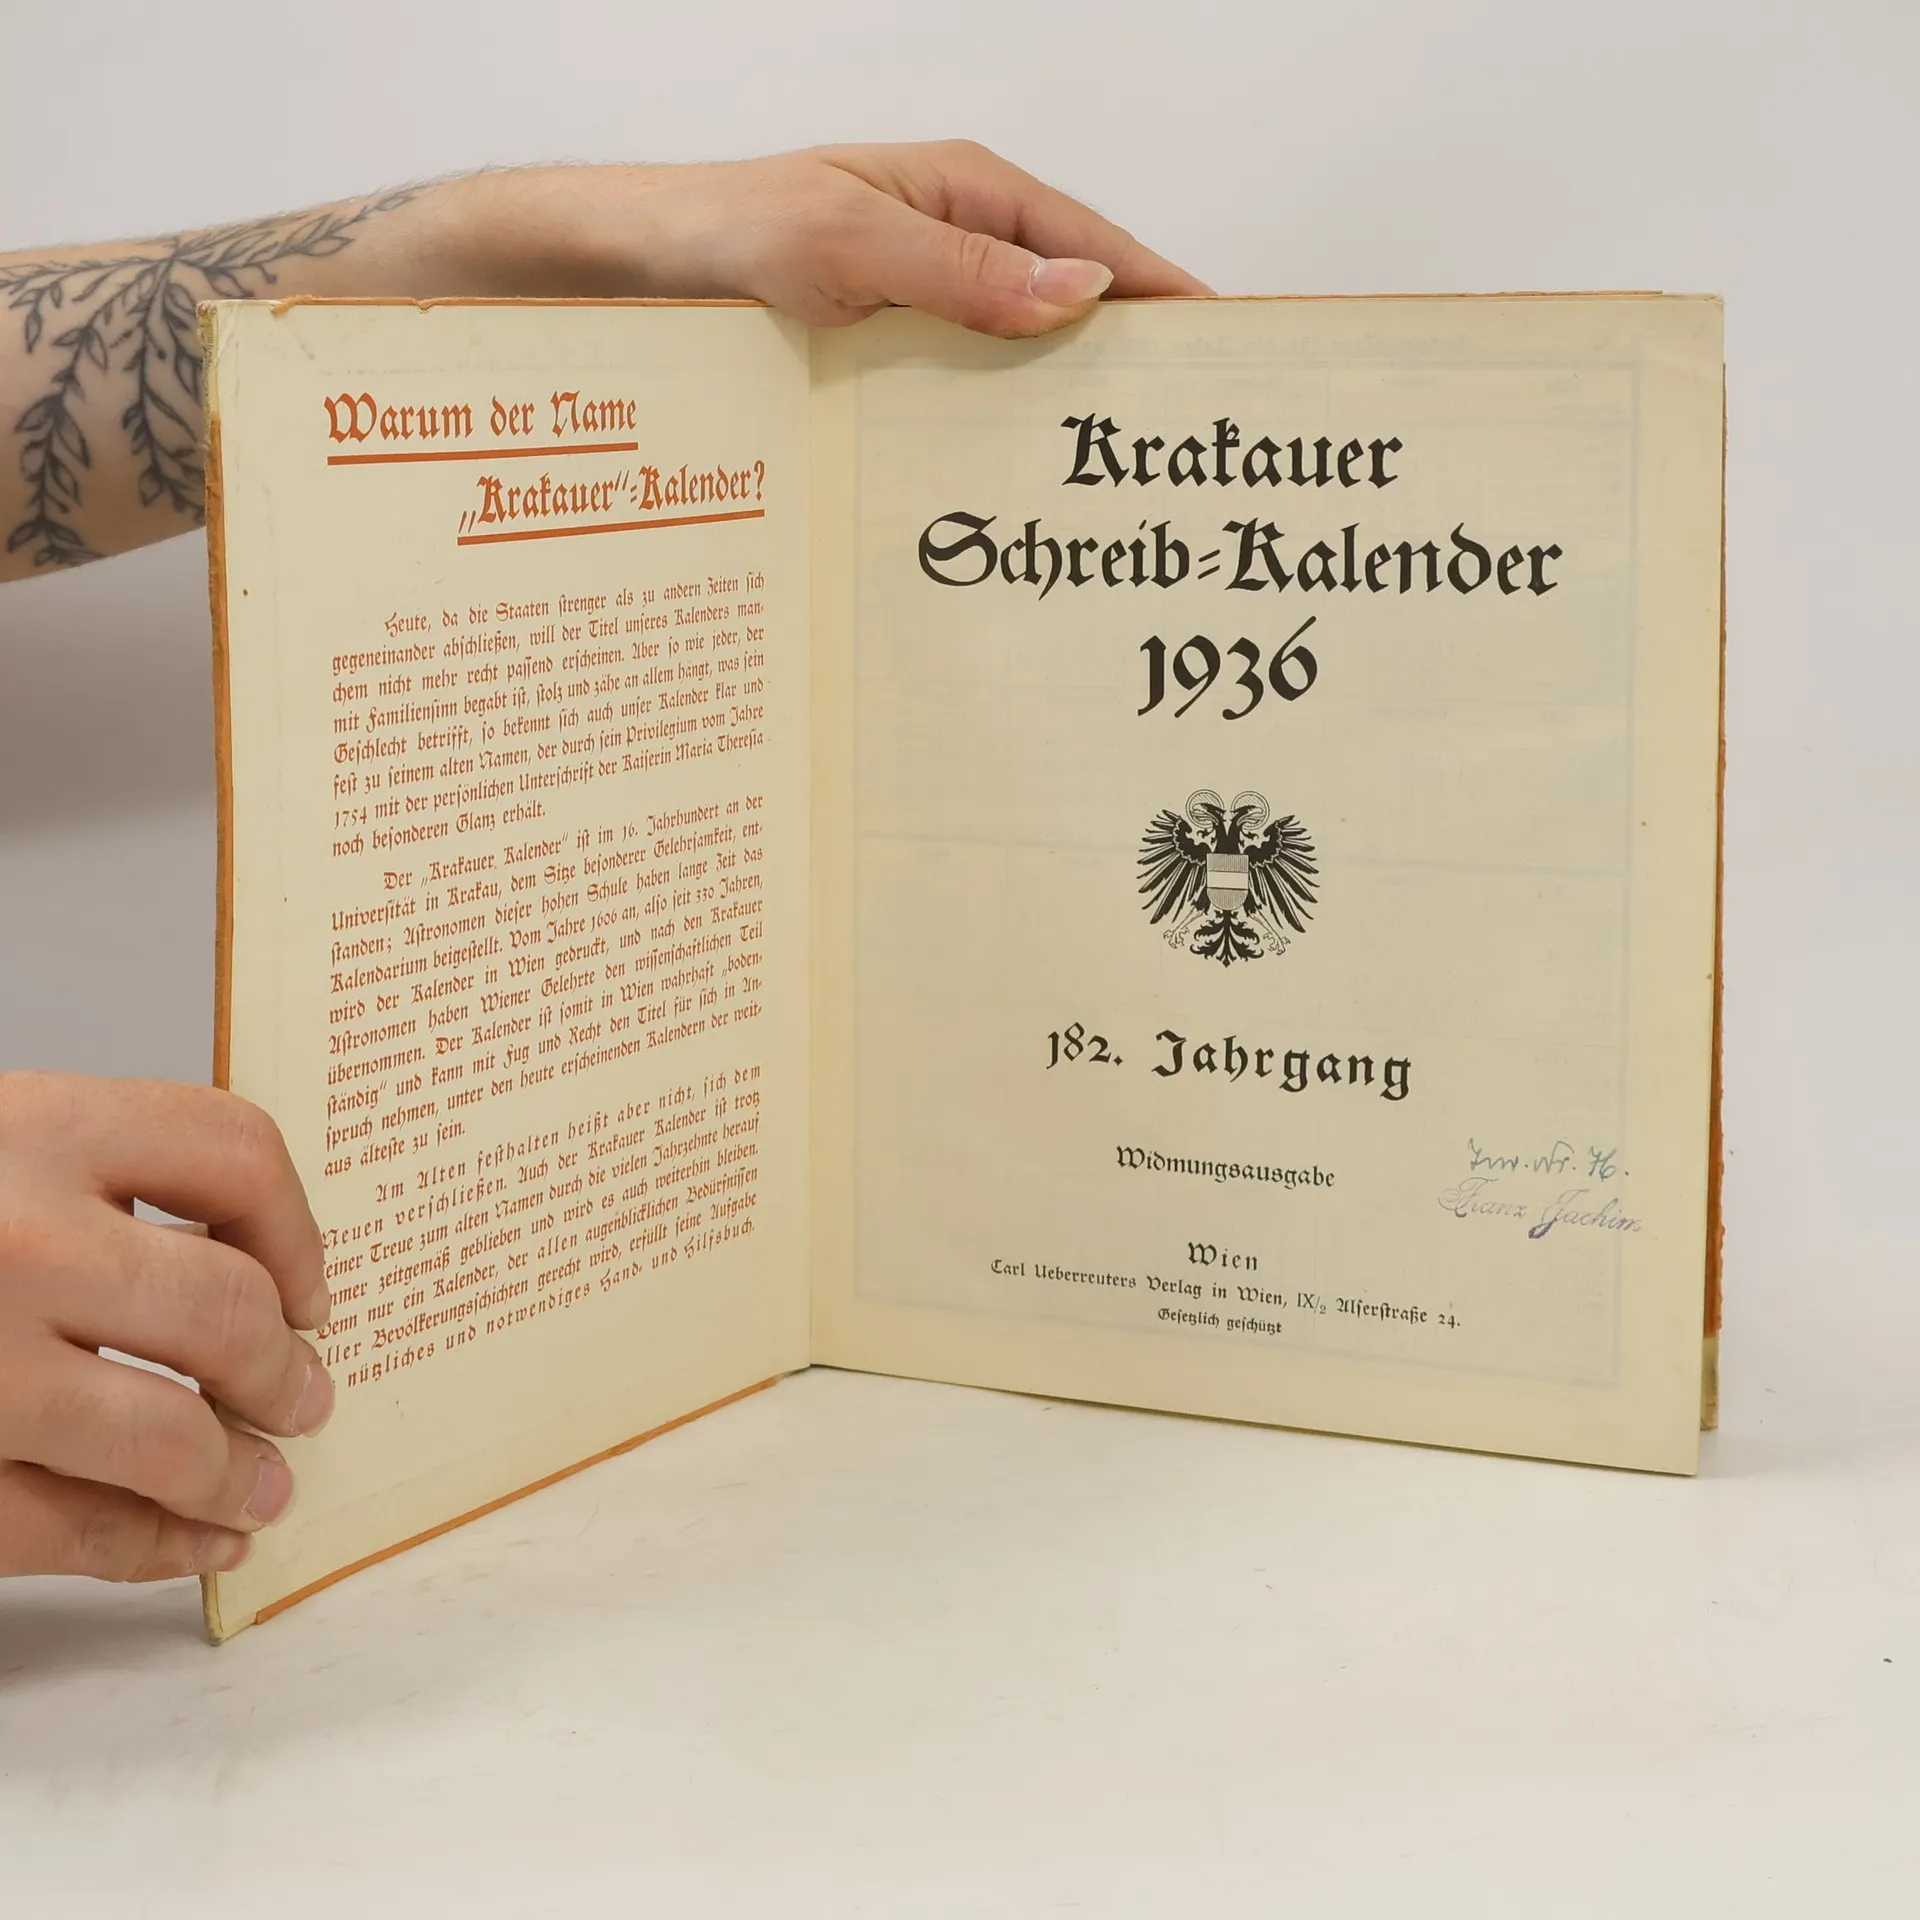 Warum der Name
„Krakauer"=Kalender?
Heute, da die Staaten strenger als zu andern Zeiten sich
gegeneinander abschließen, will der Titel unseres Kalenders man-
chem nicht mehr recht passend erscheinen. Aber so wie jeder, der
mit Familiensinn begabt ist, stolz und zähe an allem hängt, was sein
Geschlecht betrifft, so bekennt sich auch unser Kalender klar und
fest zu seinem alten Namen, der durch sein Privilegium vom Jahre
1754 mit der persönlichen Unterschrift der Kaiserin Maria Theresia
noch besonderen Glanz erhält.
Der „Krakauer Kalender" ist im 16. Jahrhundert an der
Universität in Krakau, dem Sitze besonderer Gelehrsamkeit, ent-
standen; Astronomen dieser hohen Schule haben lange Zeit das
Kalendarium beigestellt. Vom Jahre 1606 an, also seit 330 Jahren,
wird der Kalender in Wien gedruckt, und nach den Krakauer
Astronomen haben Wiener Gelehrte den wissenschaftlichen Teil
übernommen. Der Kalender ist somit in Wien wahrhaft „boden-
ständig" und kann mit Fug und Recht den Titel für sich in An-
spruch nehmen, unter den heute erscheinenden Kalendern der weit-
aus älteste zu sein.
Am Alten festhalten heißt aber nicht, sich dem
Neuen verschließen. Auch der Krakauer Kalender ist trotz
seiner Treue zum alten Namen durch die vielen Jahrzehnte herauf
immer zeitgemäß geblieben und wird es auch weiterhin bleiben.
Denn nur ein Kalender, der allen augenblicklichen Bedürfnissen
aller Bevölkerungsschichten gerecht wird, erfüllt seine Aufgabe
nützliches und notwendiges Hand- und Hilfsbuch.
Krakauer
Schreib=Kalender
1936
182. Jahrgang
Widmungsausgabe
Inv. Nr. 76.
Franz Jachim
Wien
Carl Ueberreuters Verlag in Wien, IX/2 Alserstraße 24.
Gesetzlich geschützt